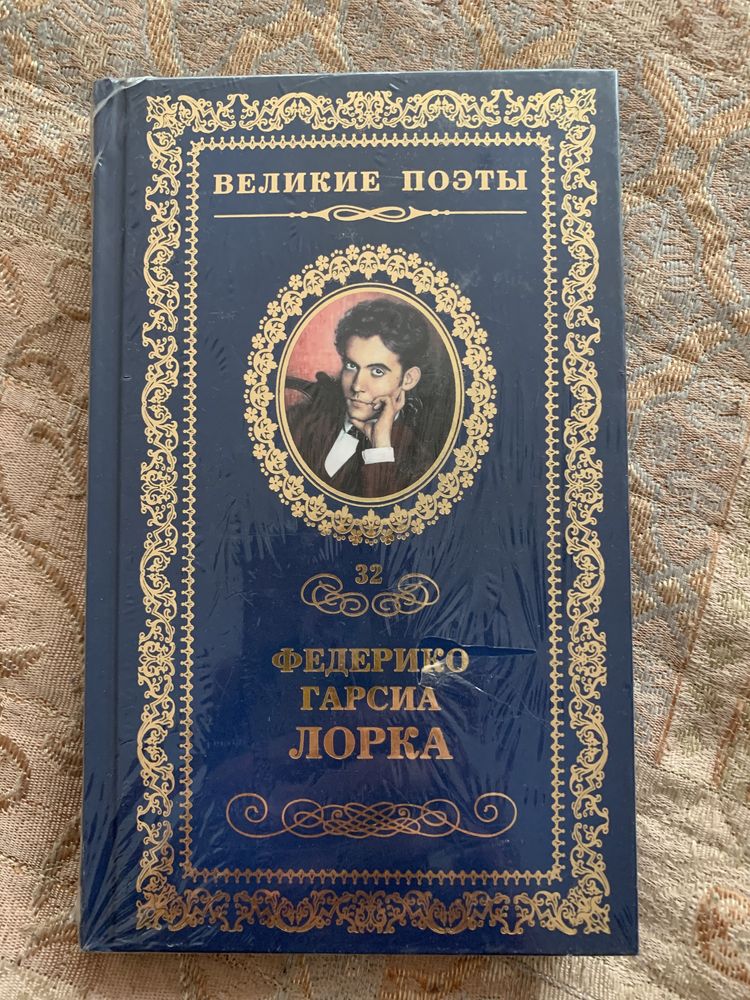 ВЕЛИКИЕ ПОЭТЫ
32
ФЕДЕРИКО
ГАРСИА
ЛОРКА